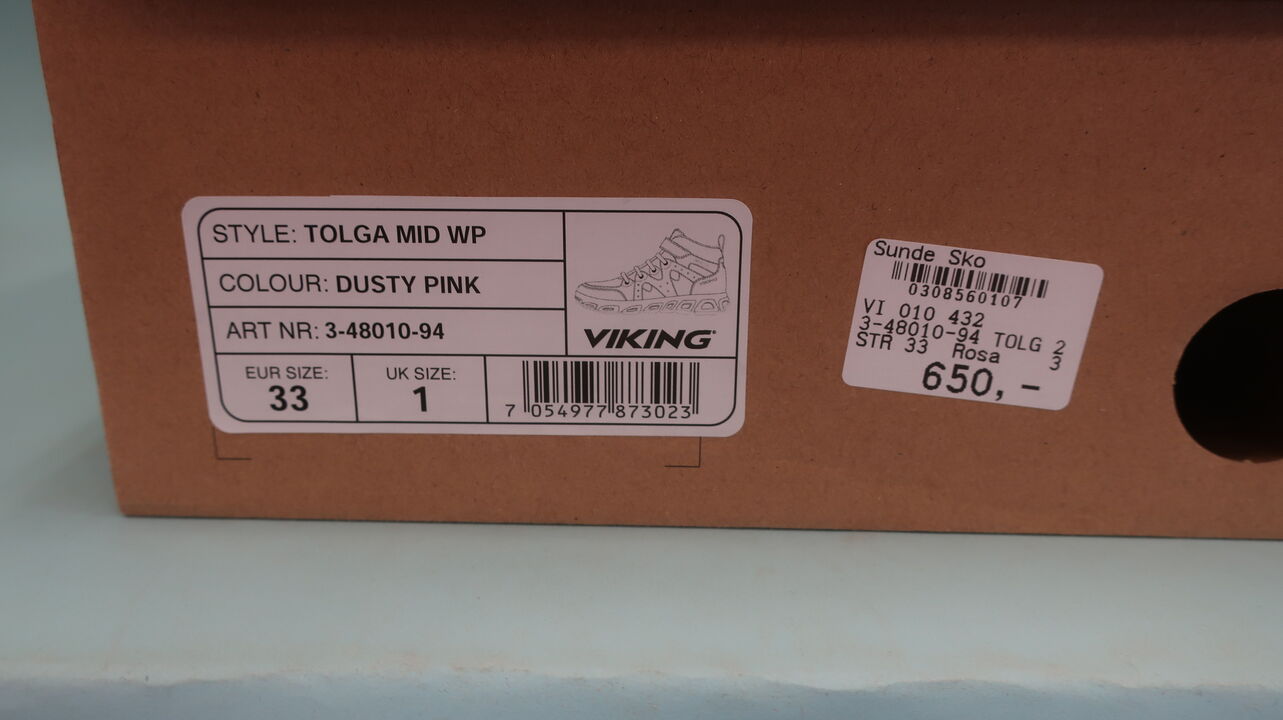 STYLE: TOLGA MID WP
COLOUR: DUSTY PINK
ART NR: 3-48010-94
VIKING®
EUR SIZE:
33
UK SIZE:
1
7 054977 873023
Sunde Sko
0308560107
VI 010 432
3-48010-94 TOLG 2
STR 33 Rosa 3
650,-